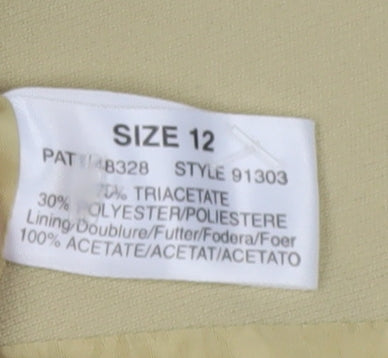 SIZE 12
PAT 48328 STYLE 91303
70% TRIACETATE
30% POLYESTER/POLIESTERE
Lining/Doublure/Futter/Fodera/Foer
100% ACETATE/ACETAT/ACETATO